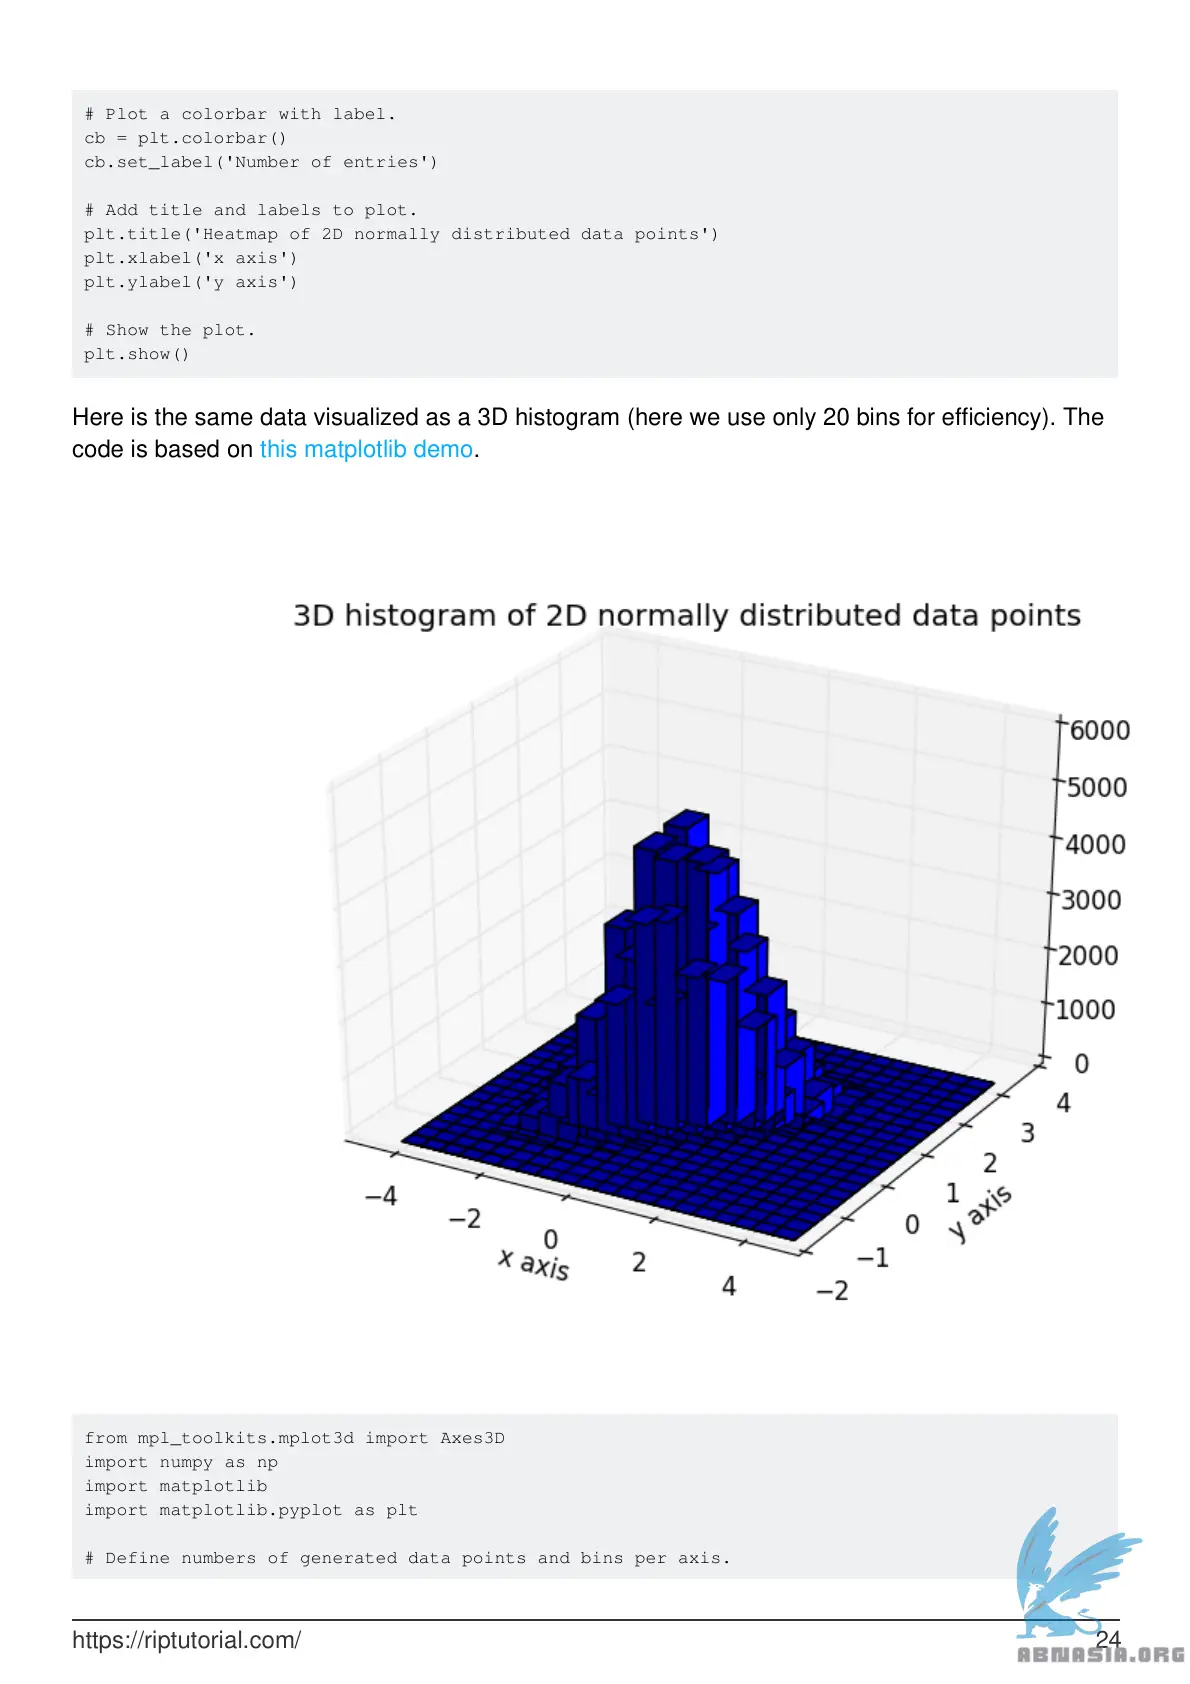 # Plot a colorbar with label.
cb = plt.colorbar()
cb.set_label('Number of entries')
# Add title and labels to plot.
plt.title('Heatmap of 2D normally distributed data points')
plt.xlabel('x axis')
plt.ylabel('y axis')
# Show the plot.
plt.show()
Here is the same data visualized as a 3D histogram (here we use only 20 bins for efficiency). The
code is based on this matplotlib demo.
3D histogram of 2D normally distributed data points
6000
5000
4000
3000
2000
1000
0
4
3
2
1
0
−1
−2
y axis
−4
−2
0
2
4
x axis
from mpl_toolkits.mplot3d import Axes3D
import numpy as np
import matplotlib
import matplotlib.pyplot as plt
# Define numbers of generated data points and bins per axis.
https://riptutorial.com/
24
ABMASIA.ORG